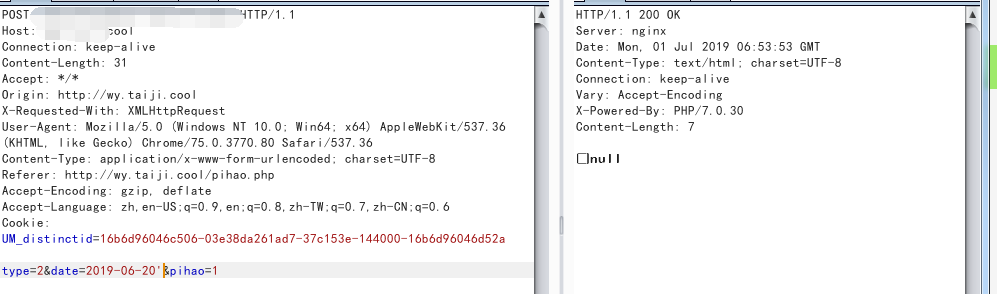 POST HTTP/1.1
Host: cool
Connection: keep-alive
Content-Length: 31
Accept: */*
Origin: http://wy.taiji.cool
X-Requested-With: XMLHttpRequest
User-Agent: Mozilla/5.0 (Windows NT 10.0; Win64; x64) AppleWebKit/537.36
(KHTML, like Gecko) Chrome/75.0.3770.80 Safari/537.36
Content-Type: application/x-www-form-urlencoded; charset=UTF-8
Referer: http://wy.taiji.cool/pihao.php
Accept-Encoding: gzip, deflate
Accept-Language: zh,en-US;q=0.9,en;q=0.8,zh-TW;q=0.7,zh-CN;q=0.6
Cookie:
UM_distinctid=16b6d96046c506-03e38da261ad7-37c153e-144000-16b6d96046d52a
type=2&date=2019-06-20'&pihao=1
HTTP/1.1 200 OK
Server: nginx
Date: Mon, 01 Jul 2019 06:53:53 GMT
Content-Type: text/html; charset=UTF-8
Connection: keep-alive
Vary: Accept-Encoding
X-Powered-By: PHP/7.0.30
Content-Length: 7
□null